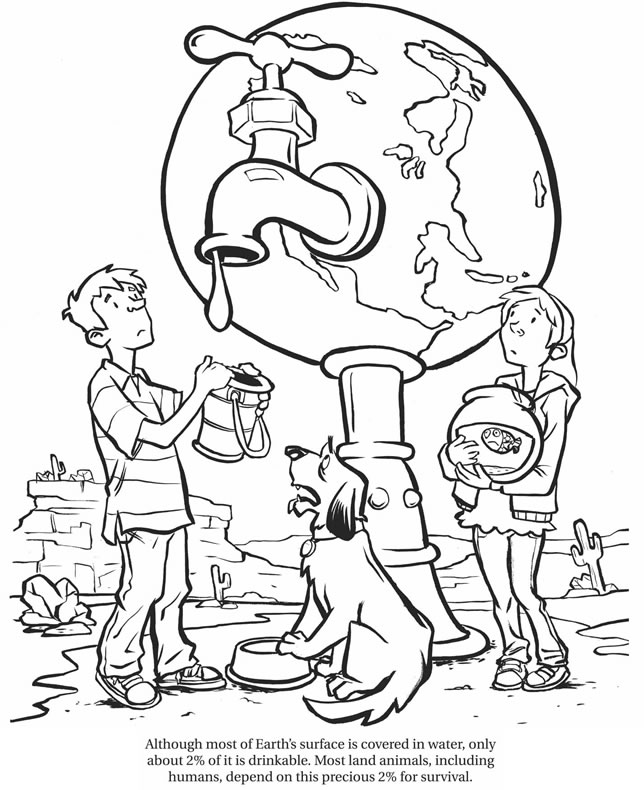 Although most of Earth's surface is covered in water, only
about 2% of it is drinkable. Most land animals, including
humans, depend on this precious 2% for survival.